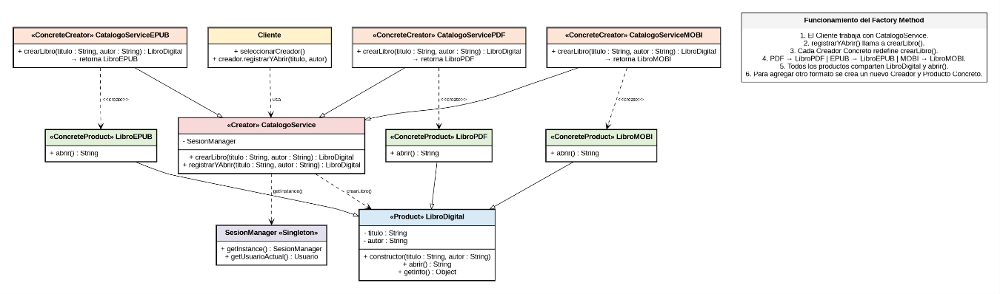 «ConcreteCreator» CatalogoServiceEPUB
+ crearLibro(titulo : String, autor : String) : LibroDigital
→ retorna LibroEPUB
Cliente
+ seleccionarCreador()
+ creador.registrarYAbrir(titulo, autor)
«ConcreteCreator» CatalogoServicePDF
+ crearLibro(titulo : String, autor : String) : LibroDigital
→ retorna LibroPDF
«ConcreteCreator» CatalogoServiceMOBI
+ crearLibro(titulo : String, autor : String) : LibroDigital
→ retorna LibroMOBI
Funcionamiento del Factory Method
1. El Cliente trabaja con CatalogoService.
2. registrarYAbrir() llama a crearLibro().
3. Cada Creador Concreto redefine crearLibro().
4. PDF → LibroPDF | EPUB → LibroEPUB | MOBI → LibroMOBI.
5. Todos los productos comparten LibroDigital y abrir().
6. Para agregar otro formato se crea un nuevo Creador y Producto Concreto.
<<create>>
usa
<<create>>
<<create>>
«ConcreteProduct» LibroEPUB
+ abrir() : String
«Creator» CatalogoService
- SesionManager
+ crearLibro(titulo : String, autor : String) : LibroDigital
+ registrarYAbrir(titulo : String, autor : String) : LibroDigital
«ConcreteProduct» LibroPDF
+ abrir() : String
«ConcreteProduct» LibroMOBI
+ abrir() : String
getInstance()
crearLibro()
SesionManager «Singleton»
+ getInstance() : SesionManager
+ getUsuarioActual() : Usuario
«Product» LibroDigital
- titulo : String
- autor : String
+ constructor(titulo : String, autor : String)
+ abrir() : String
+ getInfo() : Object